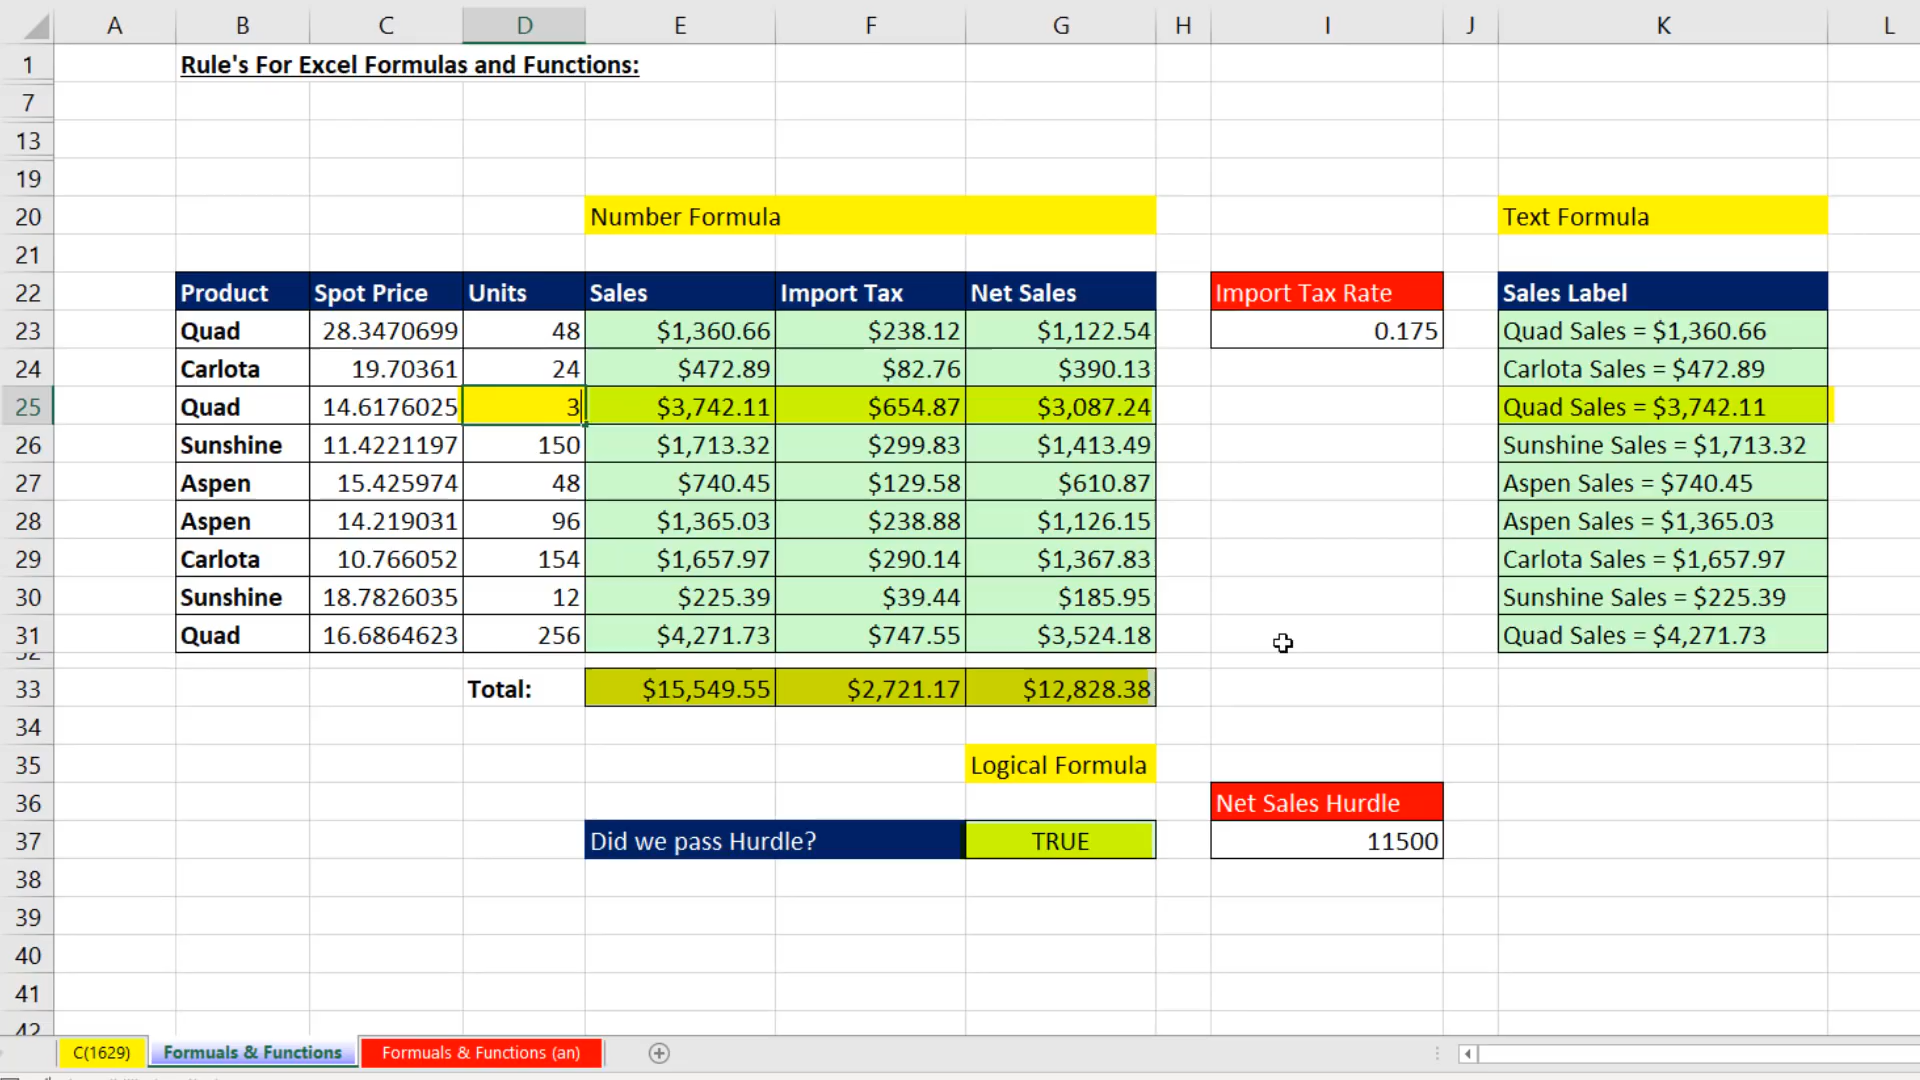 A B C D E F G H I J K L
1 Rule's For Excel Formulas and Functions:
7
13
19
20 Number Formula Text Formula
21
22 Product Spot Price Units Sales Import Tax Net Sales Import Tax Rate Sales Label
23 Quad 28.3470699 48 $1,360.66 $238.12 $1,122.54 0.175 Quad Sales = $1,360.66
24 Carlota 19.70361 24 $472.89 $82.76 $390.13 Carlota Sales = $472.89
25 Quad 14.6176025 3 $3,742.11 $654.87 $3,087.24 Quad Sales = $3,742.11
26 Sunshine 11.4221197 150 $1,713.32 $299.83 $1,413.49 Sunshine Sales = $1,713.32
27 Aspen 15.425974 48 $740.45 $129.58 $610.87 Aspen Sales = $740.45
28 Aspen 14.219031 96 $1,365.03 $238.88 $1,126.15 Aspen Sales = $1,365.03
29 Carlota 10.766052 154 $1,657.97 $290.14 $1,367.83 Carlota Sales = $1,657.97
30 Sunshine 18.7826035 12 $225.39 $39.44 $185.95 Sunshine Sales = $225.39
31 Quad 16.6864623 256 $4,271.73 $747.55 $3,524.18 Quad Sales = $4,271.73
32
33 Total: $15,549.55 $2,721.17 $12,828.38
34
35 Logical Formula
36 Net Sales Hurdle
37 Did we pass Hurdle? TRUE 11500
38
39
40
41
42
C(1629) Formuals & Functions Formuals & Functions (an)